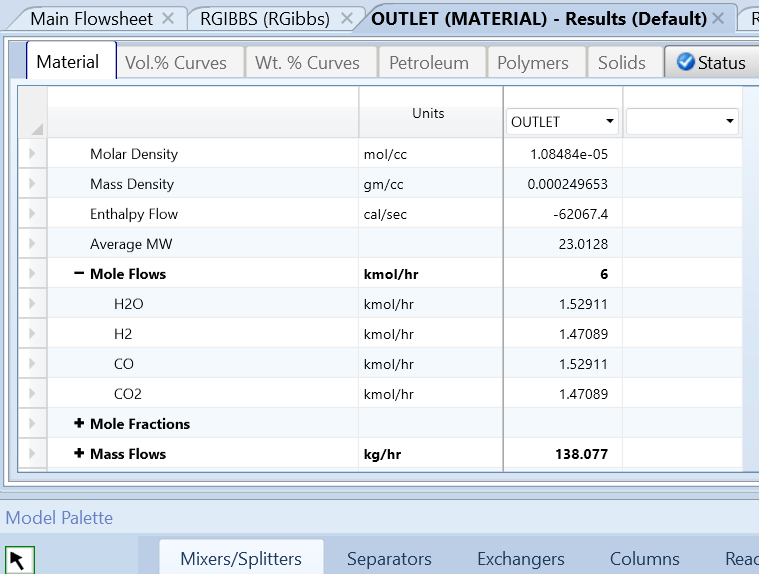 Main Flowsheet × RGIBBS (RGibbs) × OUTLET (MATERIAL) - Results (Default) ×
Material Vol.% Curves Wt. % Curves Petroleum Polymers Solids Status
Units OUTLET
Molar Density mol/cc 1.08484e-05
Mass Density gm/cc 0.000249653
Enthalpy Flow cal/sec -62067.4
Average MW 23.0128
− Mole Flows kmol/hr 6
H2O kmol/hr 1.52911
H2 kmol/hr 1.47089
CO kmol/hr 1.52911
CO2 kmol/hr 1.47089
+ Mole Fractions
+ Mass Flows kg/hr 138.077
Model Palette
Mixers/Splitters Separators Exchangers Columns Reac